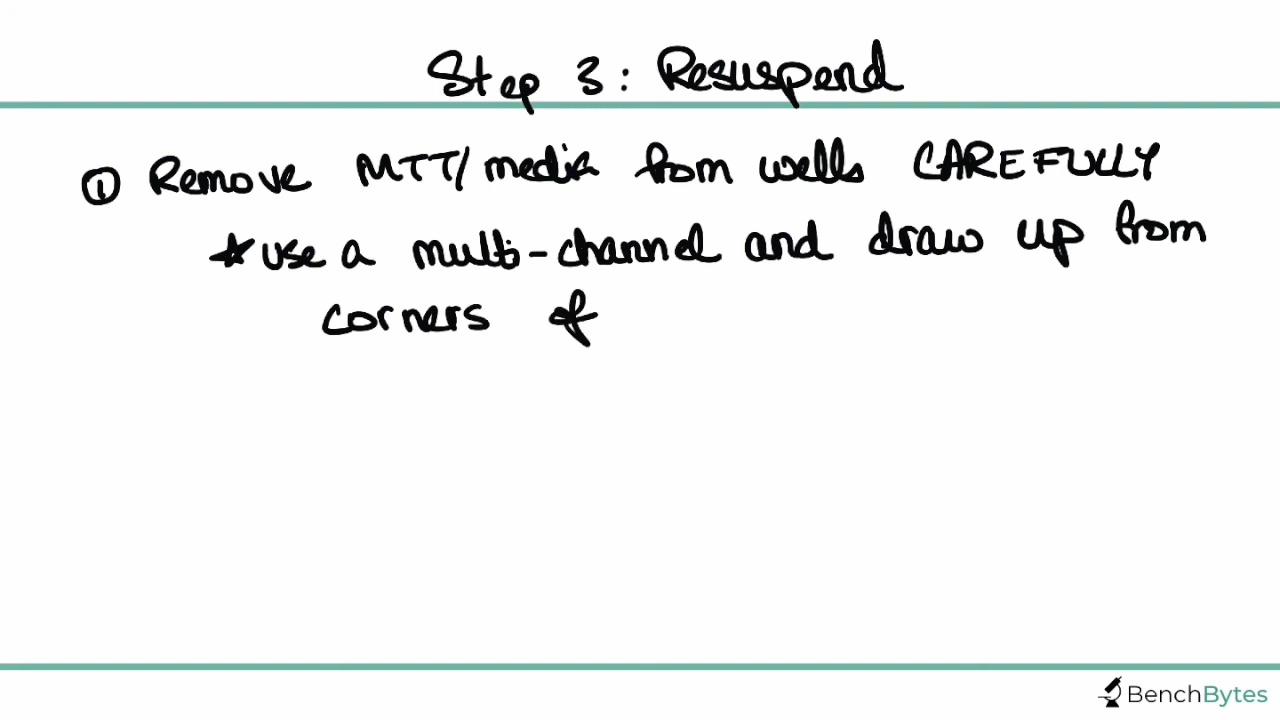 Step 3: Resuspend
① Remove MTT/media from wells CAREFULLY
* use a multi-channel and draw up from
corners of
BenchBytes